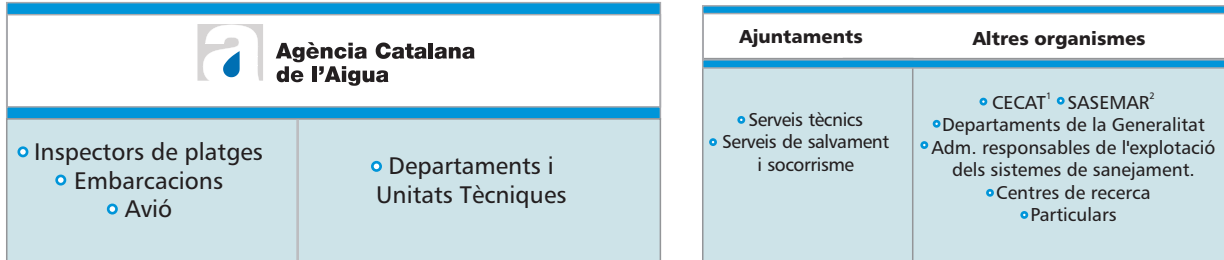 Agència Catalana
de l'Aigua
Inspectors de platges
Embarcacions
Avió
Departaments i
Unitats Tècniques
Ajuntaments
Altres organismes
Serveis tècnics
Serveis de salvament
i socorrisme
CECAT¹ SASEMAR²
Departaments de la Generalitat
Adm. responsables de l'explotació
dels sistemes de sanejament.
Centres de recerca
Particulars